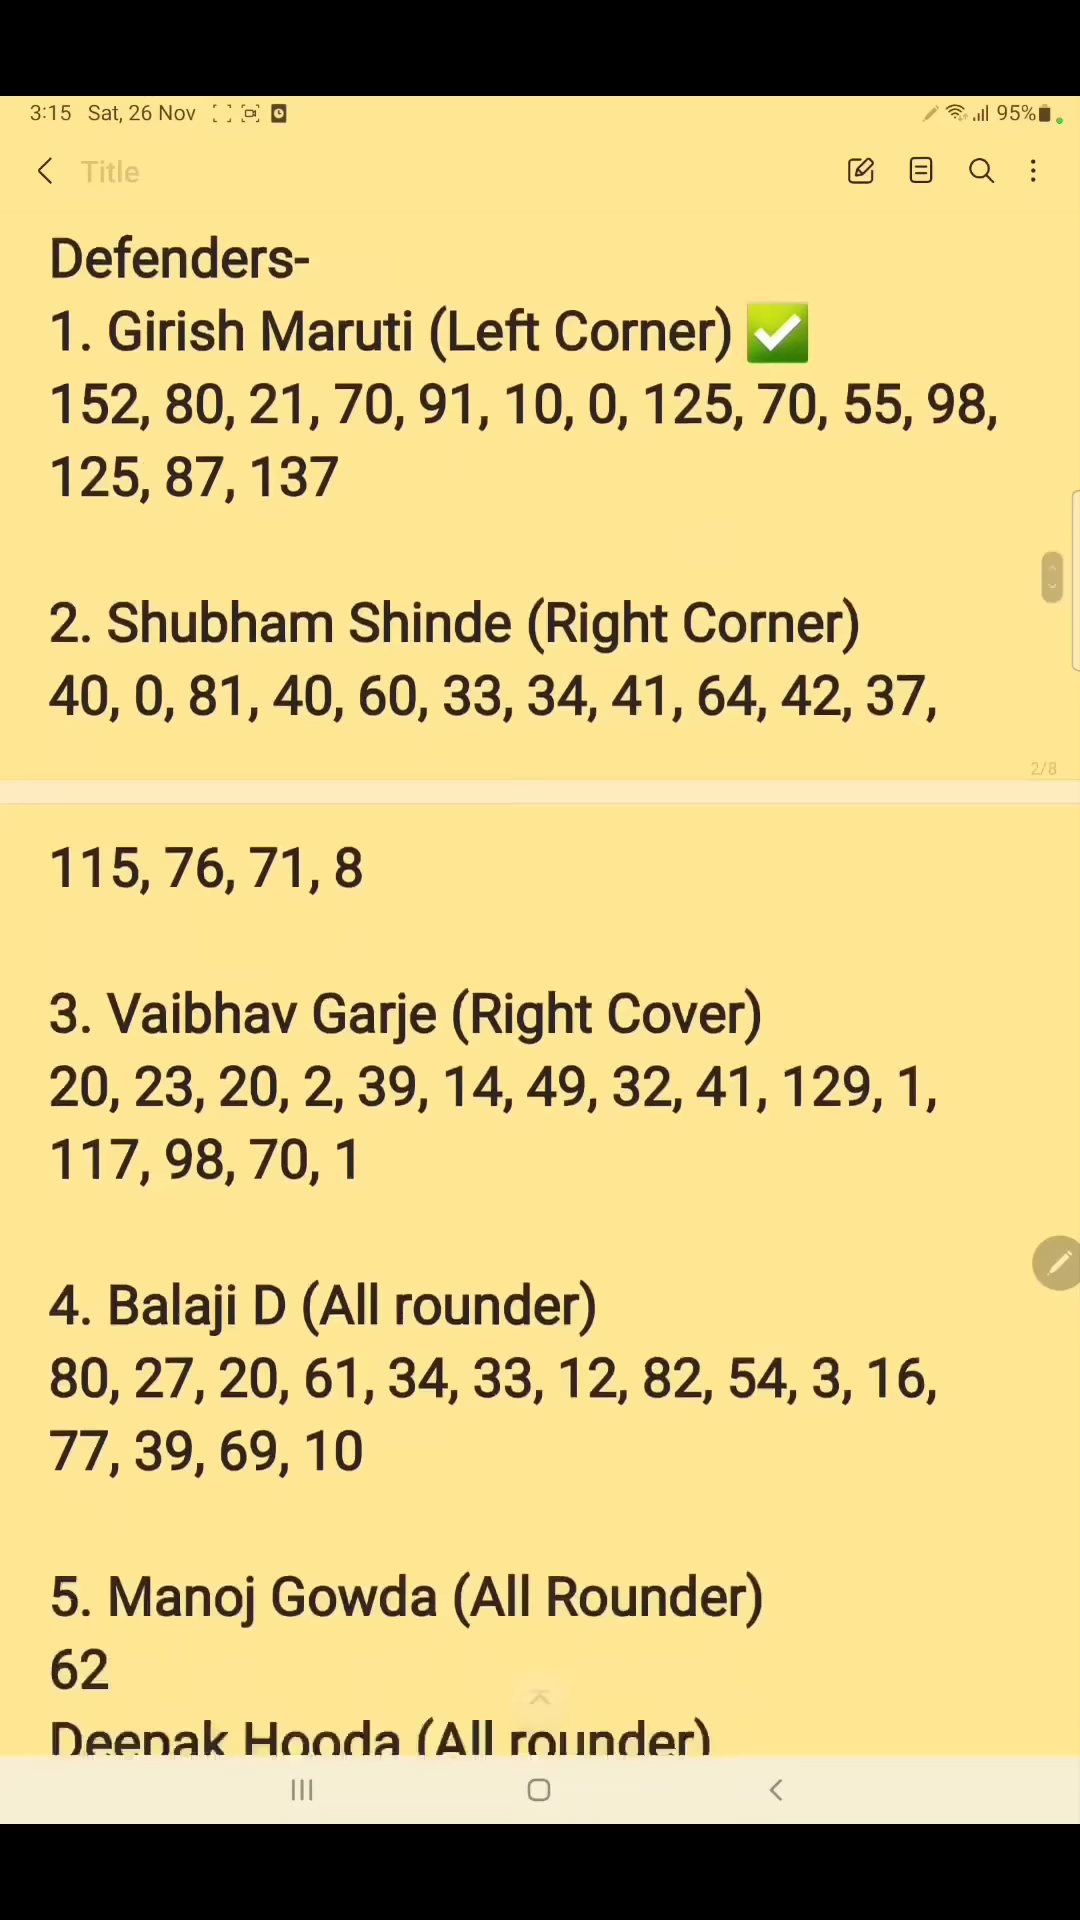 3:15 Sat, 26 Nov 95%
Title
Defenders-
1. Girish Maruti (Left Corner) ✅
152, 80, 21, 70, 91, 10, 0, 125, 70, 55, 98,
125, 87, 137
2. Shubham Shinde (Right Corner)
40, 0, 81, 40, 60, 33, 34, 41, 64, 42, 37,
2/8
115, 76, 71, 8
3. Vaibhav Garje (Right Cover)
20, 23, 20, 2, 39, 14, 49, 32, 41, 129, 1,
117, 98, 70, 1
4. Balaji D (All rounder)
80, 27, 20, 61, 34, 33, 12, 82, 54, 3, 16,
77, 39, 69, 10
5. Manoj Gowda (All Rounder)
62
Deepak Hooda (All rounder)